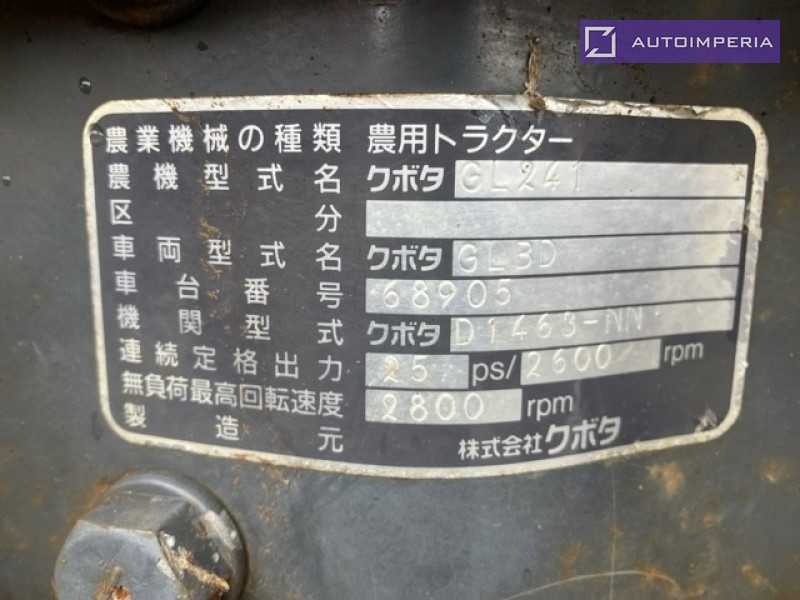 AUTOIMPERIA
農業機械の種類 農用トラクター
農機型式名 クボタ GL241
区分
車両型式名 クボタ GL3D
車台番号 68905
機関型式 クボタ D1463-NN
連続定格出力 25 ps/2600 rpm
無負荷最高回転速度 2800 rpm
製造元 株式会社クボタ